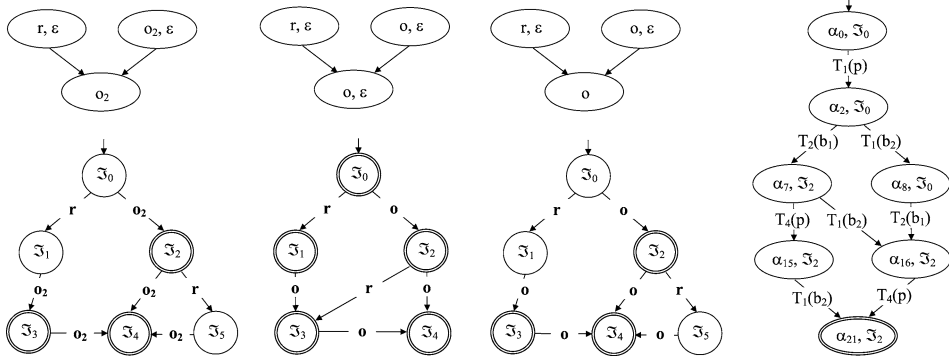 r, ε
o₂, ε
o₂
ℑ₀
r
o₂
ℑ₁
ℑ₂
o₂
o₂
r
ℑ₃
o₂
ℑ₄
o₂
ℑ₅
r, ε
o, ε
o, ε
ℑ₀
r
o
ℑ₁
ℑ₂
o
r
o
ℑ₃
o
ℑ₄
r, ε
o, ε
o
ℑ₀
r
o
ℑ₁
ℑ₂
o
o
r
ℑ₃
o
ℑ₄
o
ℑ₅
α₀, ℑ₀
T₁(p)
α₂, ℑ₀
T₂(b₁)
T₁(b₂)
α₇, ℑ₂
α₈, ℑ₀
T₄(p)
T₁(b₂)
T₂(b₁)
α₁₅, ℑ₂
α₁₆, ℑ₂
T₁(b₂)
T₄(p)
α₂₁, ℑ₂